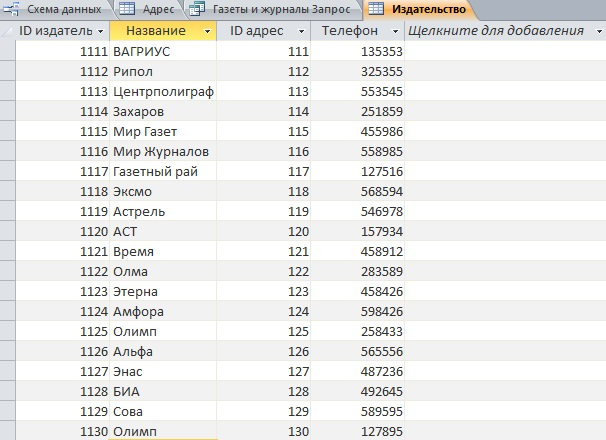 Схема данных Адрес Газеты и журналы Запрос Издательство
ID издатель Название ID адрес Телефон Щелкните для добавления
1111 ВАГРИУС 111 135353
1112 Рипол 112 325355
1113 Центрполиграф 113 553545
1114 Захаров 114 251859
1115 Мир Газет 115 455986
1116 Мир Журналов 116 558985
1117 Газетный рай 117 127516
1118 Эксмо 118 568594
1119 Астрель 119 546978
1120 АСТ 120 157934
1121 Время 121 458912
1122 Олма 122 283589
1123 Этерна 123 458426
1124 Амфора 124 598426
1125 Олимп 125 258433
1126 Альфа 126 565556
1127 Энас 127 487236
1128 БИА 128 492645
1129 Сова 129 589595
1130 Олимп 130 127895